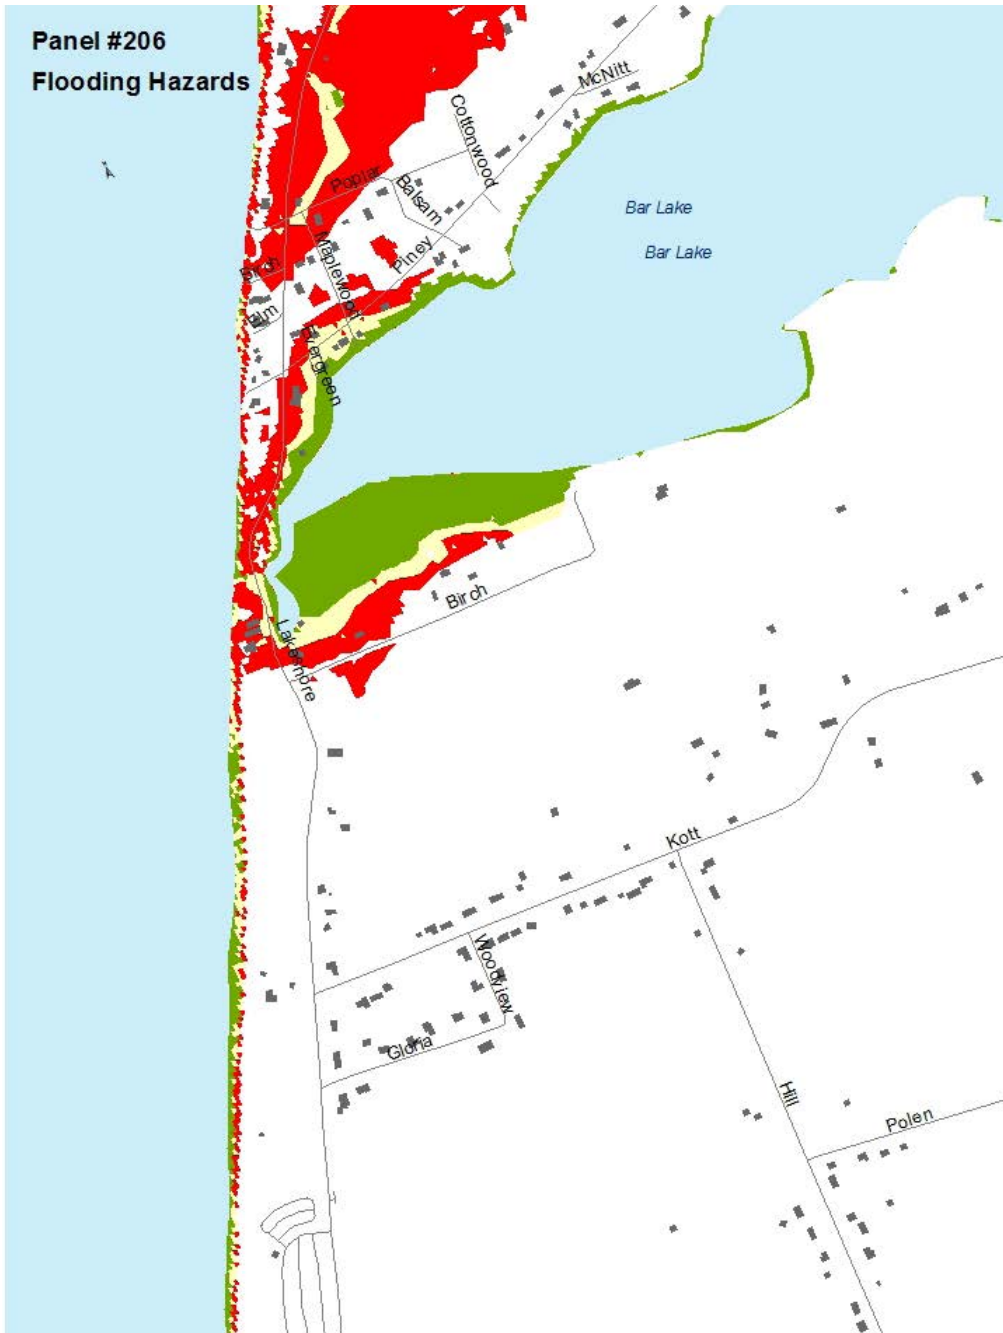 Panel #206
Flooding Hazards
McNitt
Cottonwood
Poplar
Balsam
Bar Lake
Bar Lake
Maplewood
Piney
Birch
Elm
Evergreen
Birch
Lakeshore
Kott
Woodview
Gloria
Hill
Polen